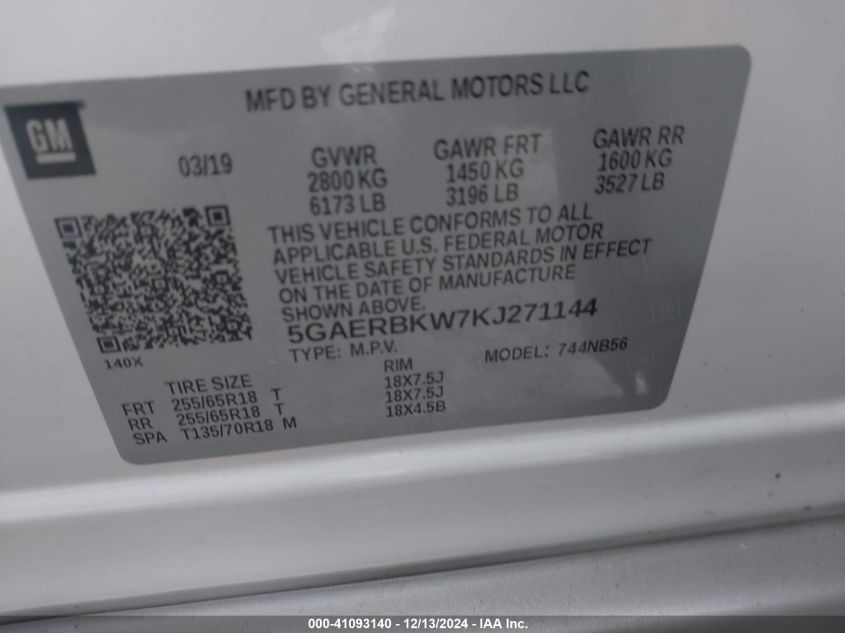 MFD BY GENERAL MOTORS LLC
GM
03/19
GVWR
2800 KG
6173 LB
GAWR FRT
1450 KG
3196 LB
GAWR RR
1600 KG
3527 LB
THIS VEHICLE CONFORMS TO ALL
APPLICABLE U.S. FEDERAL MOTOR
VEHICLE SAFETY STANDARDS IN EFFECT
ON THE DATE OF MANUFACTURE
SHOWN ABOVE.
5GAERBKW7KJ271144
140X
TYPE: M.P.V.
MODEL: 744NB56
TIRE SIZE
RIM
FRT 255/65R18 T 18X7.5J
RR 255/65R18 T 18X7.5J
SPA T135/70R18 M 18X4.5B
000-41093140 - 12/13/2024 - IAA Inc.